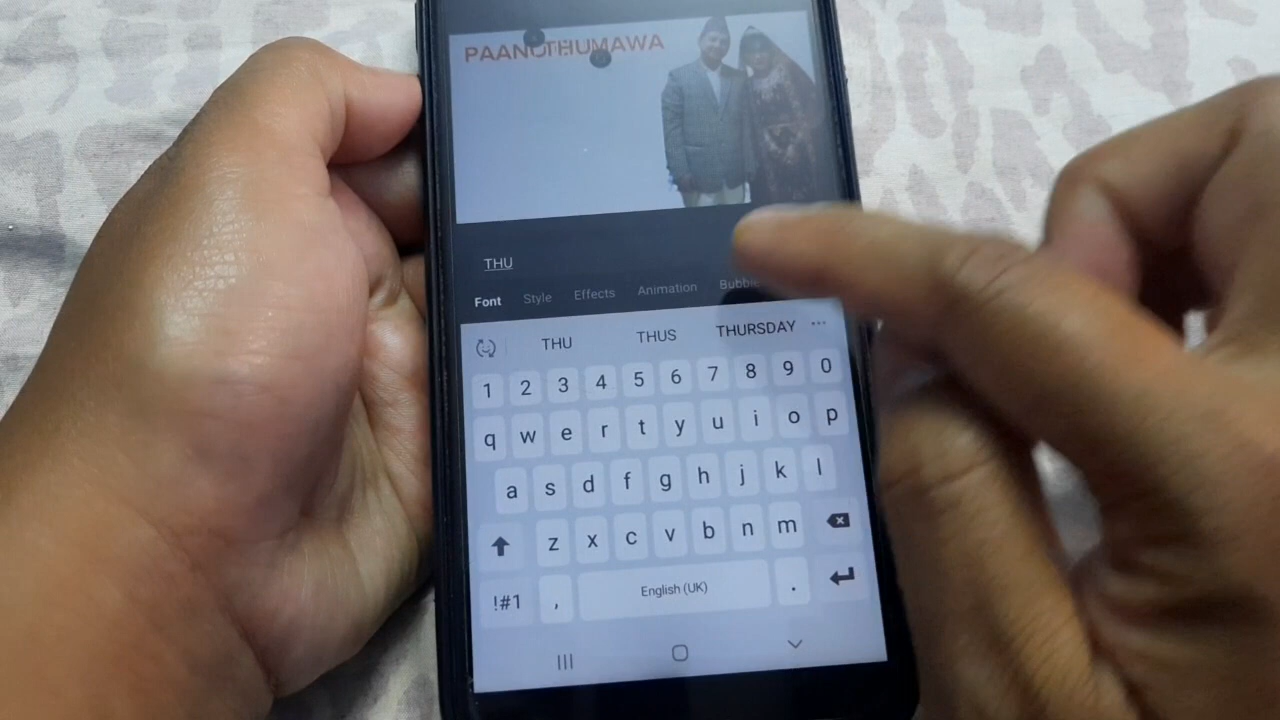 PAANOTHUMAWA
THU
Font Style Effects Animation Bubble
THU THUS THURSDAY ...
1 2 3 4 5 6 7 8 9 0
q w e r t y u i o p
a s d f g h j k l
z x c v b n m
!#1 , English (UK) .